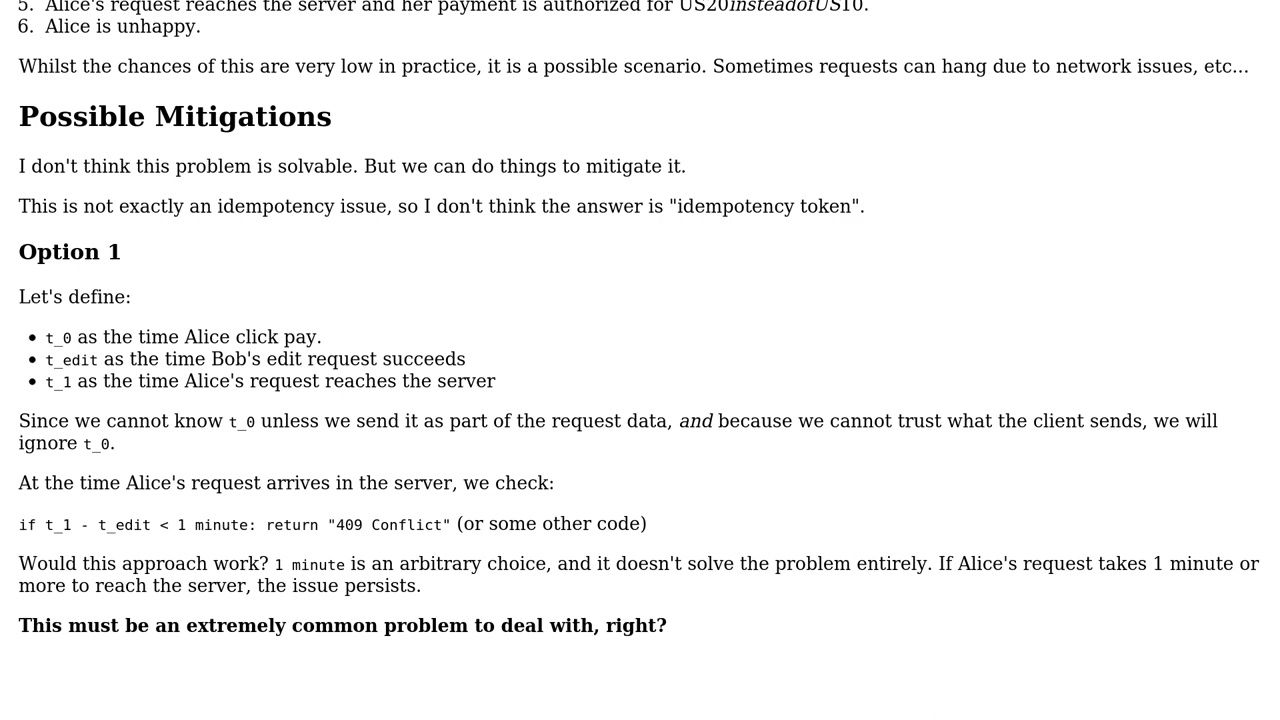 5. Alice's request reaches the server and her payment is authorized for US20insteadofUS10.
6. Alice is unhappy.
Whilst the chances of this are very low in practice, it is a possible scenario. Sometimes requests can hang due to network issues, etc...
Possible Mitigations
I don't think this problem is solvable. But we can do things to mitigate it.
This is not exactly an idempotency issue, so I don't think the answer is "idempotency token".
Option 1
Let's define:
• t_0 as the time Alice click pay.
• t_edit as the time Bob's edit request succeeds
• t_1 as the time Alice's request reaches the server
Since we cannot know t_0 unless we send it as part of the request data, and because we cannot trust what the client sends, we will
ignore t_0.
At the time Alice's request arrives in the server, we check:
if t_1 - t_edit < 1 minute: return "409 Conflict" (or some other code)
Would this approach work? 1 minute is an arbitrary choice, and it doesn't solve the problem entirely. If Alice's request takes 1 minute or
more to reach the server, the issue persists.
This must be an extremely common problem to deal with, right?